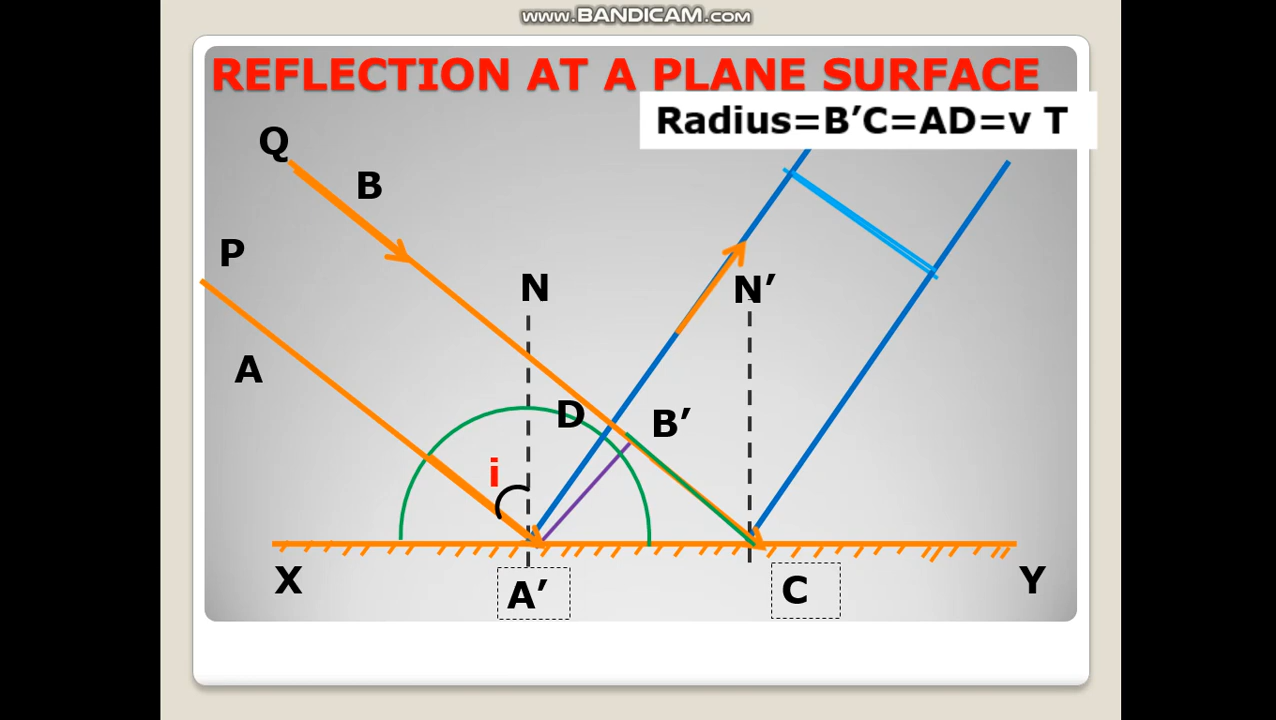 www.BANDICAM.com
REFLECTION AT A PLANE SURFACE
Radius=B’C=AD=v T
Q
B
P
N
N’
A
D
B’
i
X
A’
C
Y